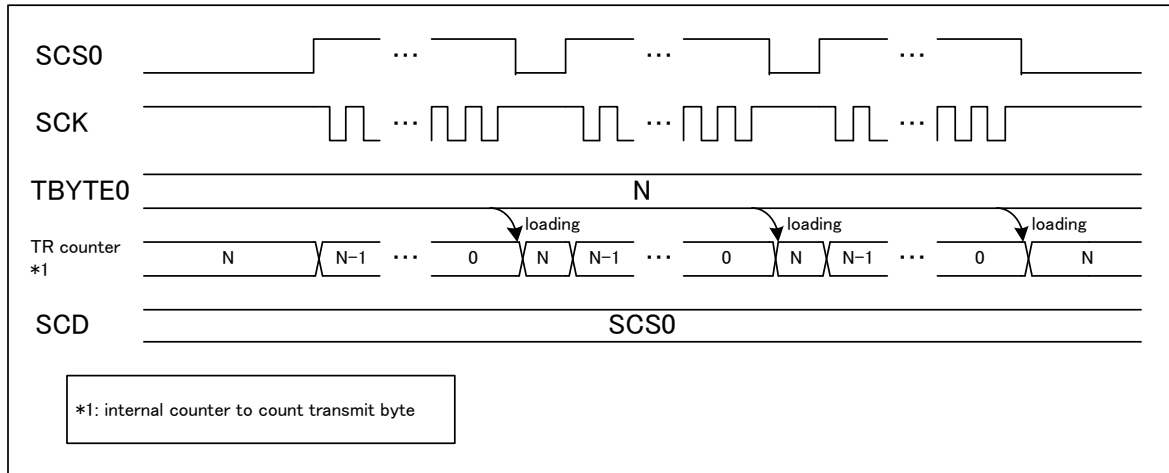 SCS0 ... ... ...
SCK ... ... ...
TBYTE0 N
loading loading loading
TR counter *1 N N-1 ... 0 N N-1 ... 0 N N-1 ... 0 N
SCD SCS0
*1: internal counter to count transmit byte